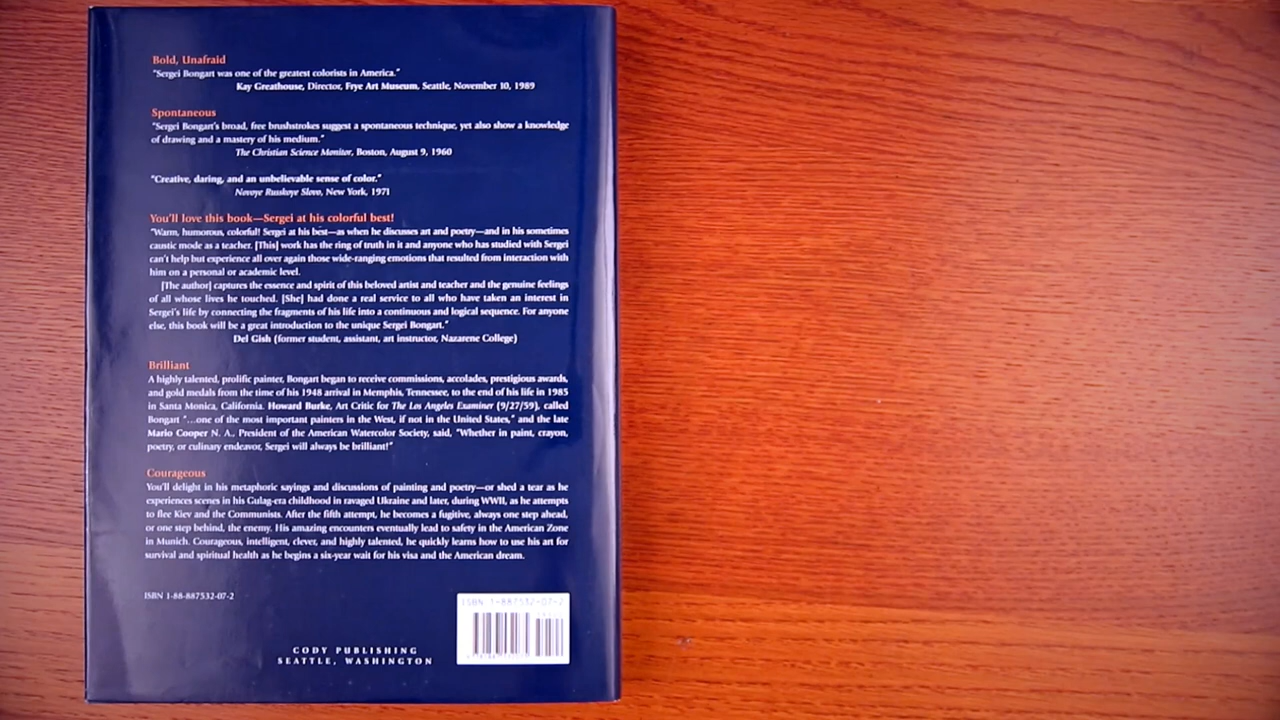 Bold, Unafraid
"Sergei Bongart was one of the greatest colorists in America."
Kay Greathouse, Director, Frye Art Museum, Seattle, November 10, 1989
Spontaneous
"Sergei Bongart's broad, free brushstrokes suggest a spontaneous technique, yet also show a knowledge
of drawing and a mastery of his medium."
The Christian Science Monitor, Boston, August 9, 1960
"Creative, daring, and an unbelievable sense of color."
Novoye Russkoye Slovo, New York, 1971
You'll love this book—Sergei at his colorful best!
"Warm, humorous, colorful! Sergei at his best—as when he discusses art and poetry—and in his sometimes
caustic mode as a teacher. [This] work has the ring of truth in it and anyone who has studied with Sergei
can't help but experience all over again those wide-ranging emotions that resulted from interaction with
him on a personal or academic level.
[The author] captures the essence and spirit of this beloved artist and teacher and the genuine feelings
of all whose lives he touched. [She] had done a real service to all who have taken an interest in
Sergei's life by connecting the fragments of his life into a continuous and logical sequence. For anyone
else, this book will be a great introduction to the unique Sergei Bongart."
Del Gish (former student, assistant, art instructor, Nazarene College)
Brilliant
A highly talented, prolific painter, Bongart began to receive commissions, accolades, prestigious awards,
and gold medals from the time of his 1948 arrival in Memphis, Tennessee, to the end of his life in 1985
in Santa Monica, California. Howard Burke, Art Critic for The Los Angeles Examiner (9/27/59), called
Bongart "...one of the most important painters in the West, if not in the United States," and the late
Mario Cooper N. A., President of the American Watercolor Society, said, "Whether in paint, crayon,
poetry, or culinary endeavor, Sergei will always be brilliant!"
Courageous
You'll delight in his metaphoric sayings and discussions of painting and poetry—or shed a tear as he
experiences scenes in his Gulag-era childhood in ravaged Ukraine and later, during WWII, as he attempts
to flee Kiev and the Communists. After the fifth attempt, he becomes a fugitive, always one step ahead,
or one step behind, the enemy. His amazing encounters eventually lead to safety in the American Zone
in Munich. Courageous, intelligent, clever, and highly talented, he quickly learns how to use his art for
survival and spiritual health as he begins a six-year wait for his visa and the American dream.
ISBN 1-88-887532-07-2
ISBN 1-887532-07-2
CODY PUBLISHING
SEATTLE, WASHINGTON